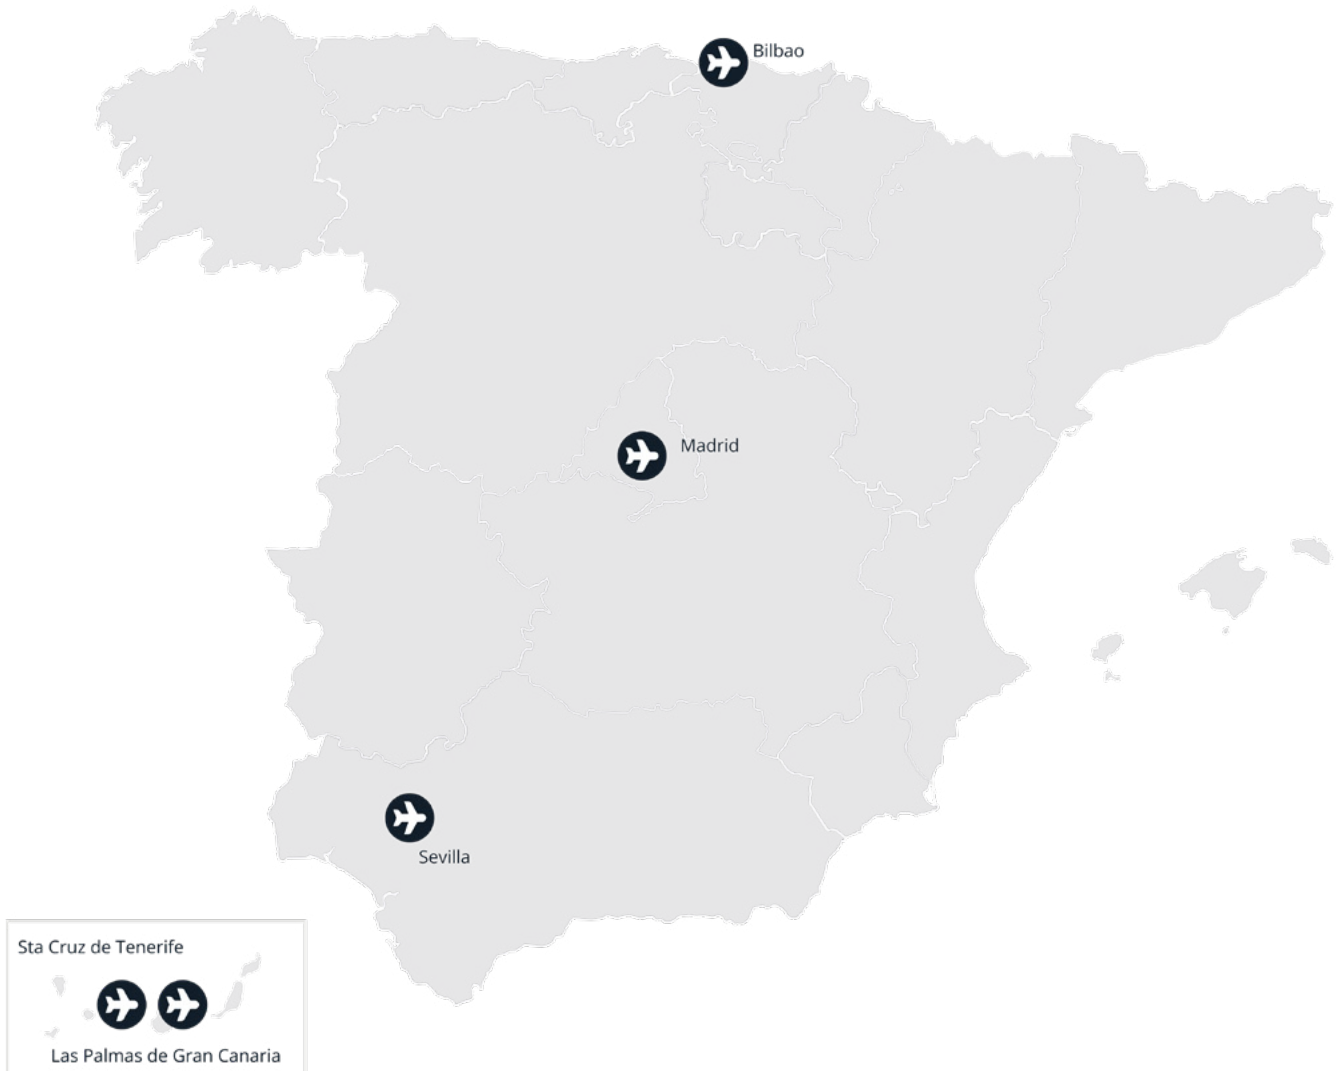 Bilbao
Madrid
Sevilla
Sta Cruz de Tenerife
Las Palmas de Gran Canaria